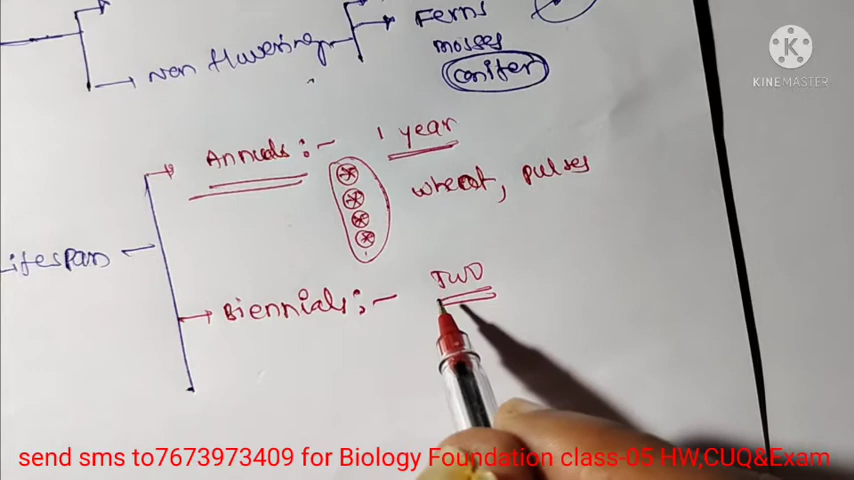 Ferns
Non flowering
mosses
conifer
KINEMASTER
Annuals :- 1 year
wheat, pulses
Lifespan
Biennials :- TWO
send sms to7673973409 for Biology Foundation class-05 HW,CUQ&Exam